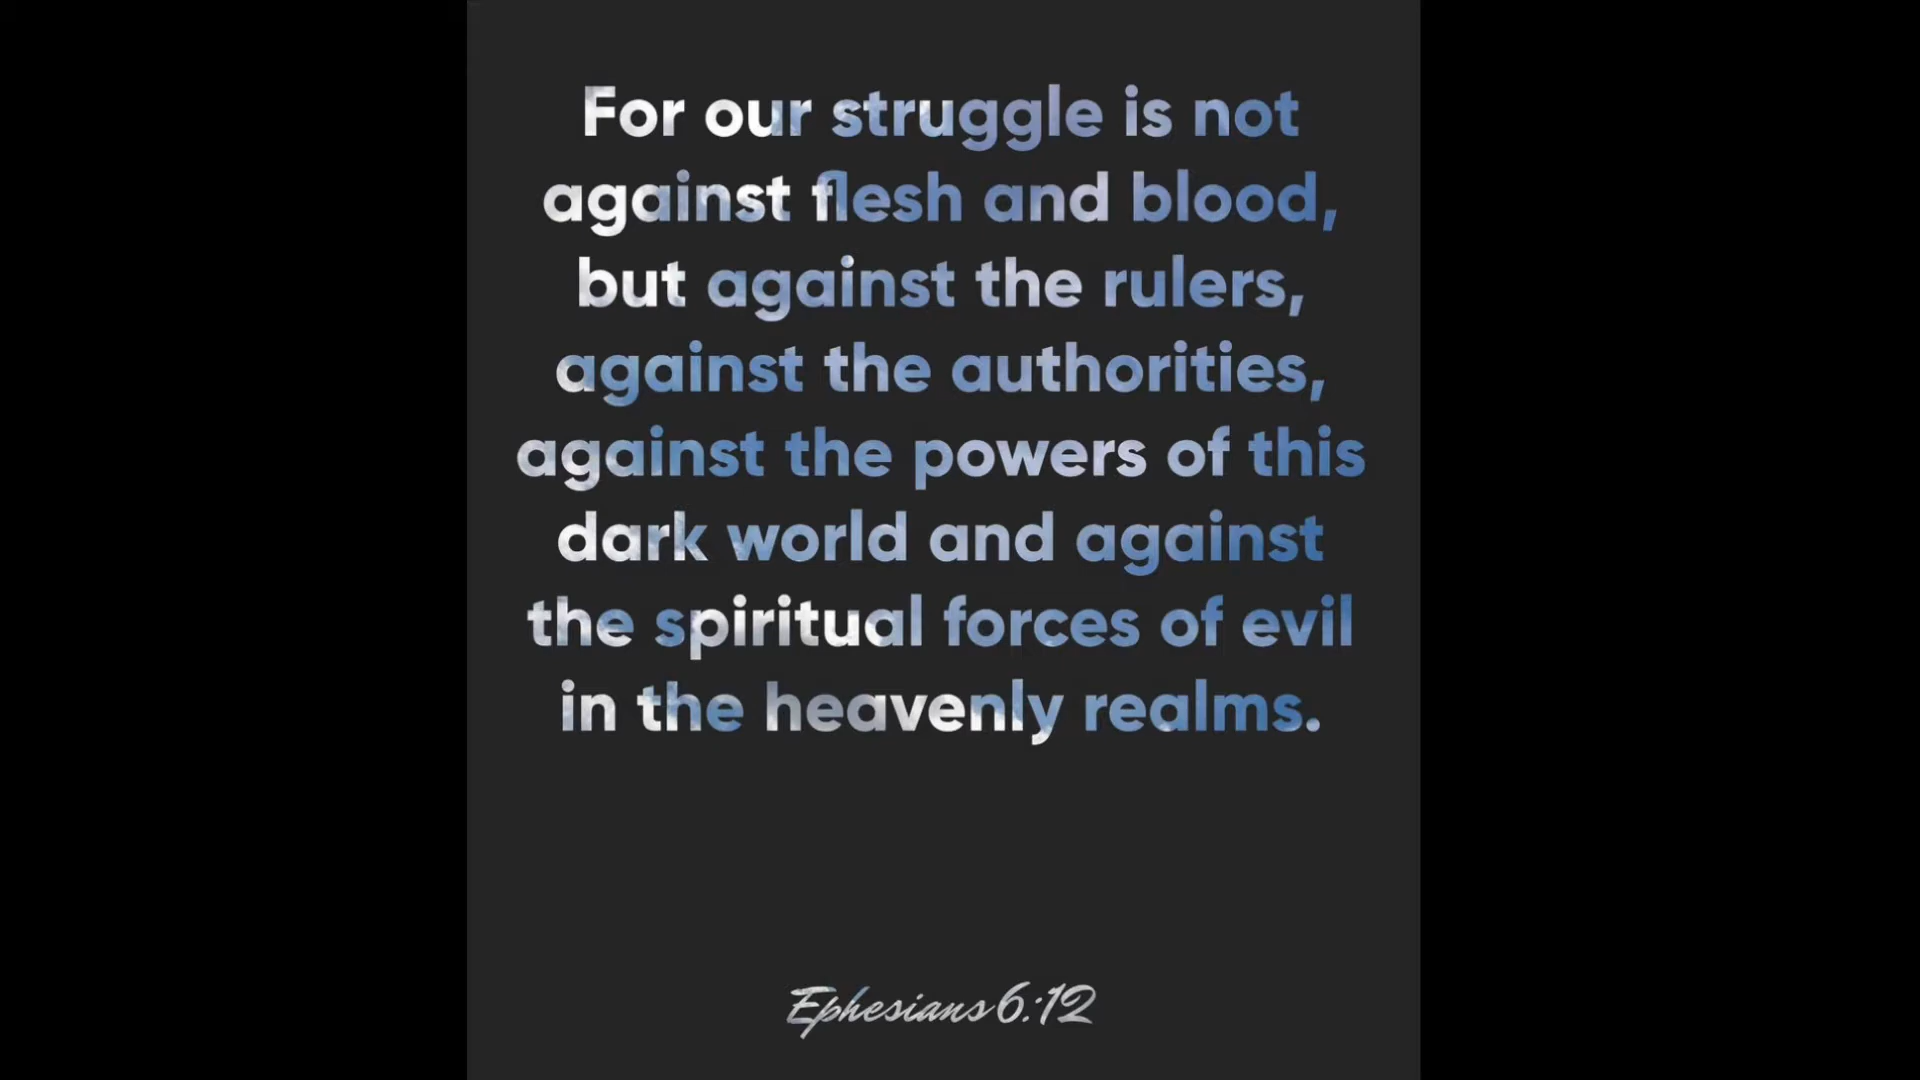 For our struggle is not
against flesh and blood,
but against the rulers,
against the authorities,
against the powers of this
dark world and against
the spiritual forces of evil
in the heavenly realms.
Ephesians 6:12